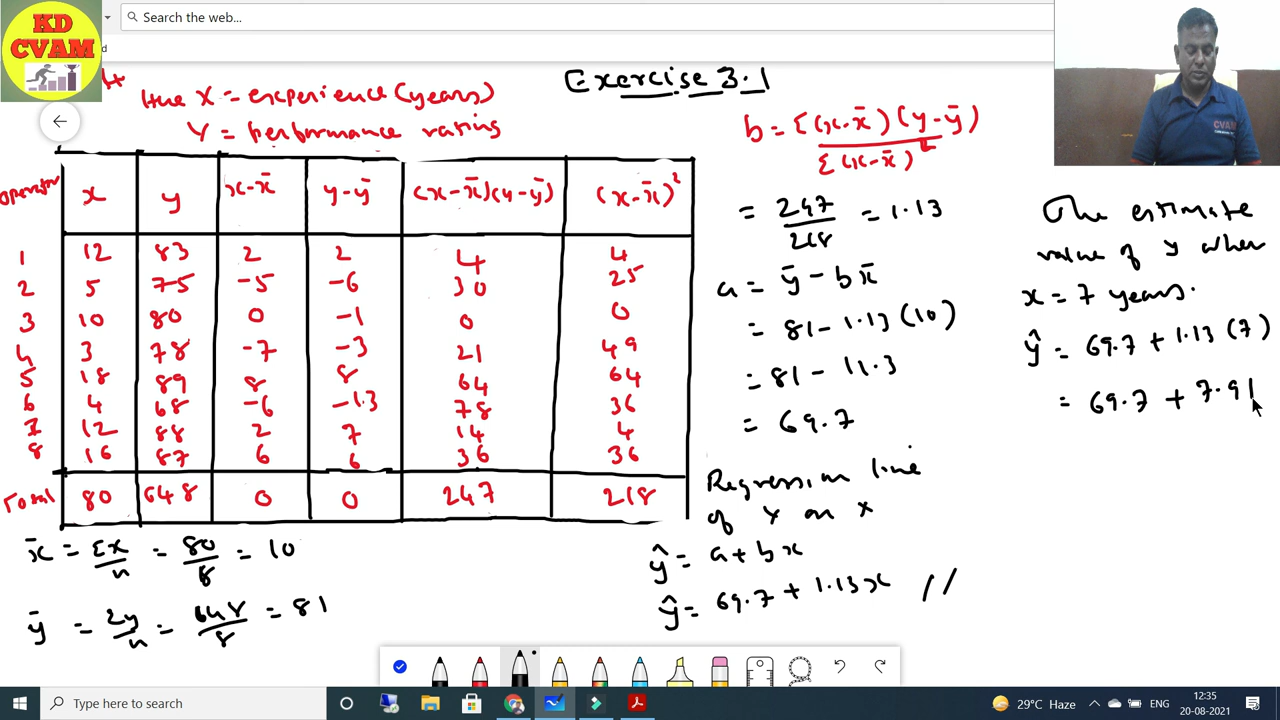 Search the web...
KD
CVAM
Exercise 3.1
Here X = experience (years)
Y = performance rating
operator x y x-x̄ y-ȳ (x-x̄)(y-ȳ) (x-x̄)²
1 12 83 2 2 4 4
2 5 75 -5 -6 30 25
3 10 80 0 -1 0 0
4 3 78 -7 -3 21 49
5 18 89 8 8 64 64
6 4 68 -6 -13 78 36
7 12 88 2 7 14 4
8 16 87 6 6 36 36
Total 80 648 0 0 247 218
x̄ = Σx/n = 80/8 = 10
ȳ = Σy/n = 648/8 = 81
b = Σ(x-x̄)(y-ȳ)/Σ(x-x̄)²
= 247/218 = 1.13
a = ȳ - bx̄
= 81 - 1.13(10)
= 81 - 11.3
= 69.7
Regression line
of Y on X
ŷ = a + bx
ŷ = 69.7 + 1.13x //
CVAM
The estimate
value of y when
x = 7 years.
ŷ = 69.7 + 1.13(7)
= 69.7 + 7.91
Type here to search
29°C Haze
ENG
12:35
20-08-2021